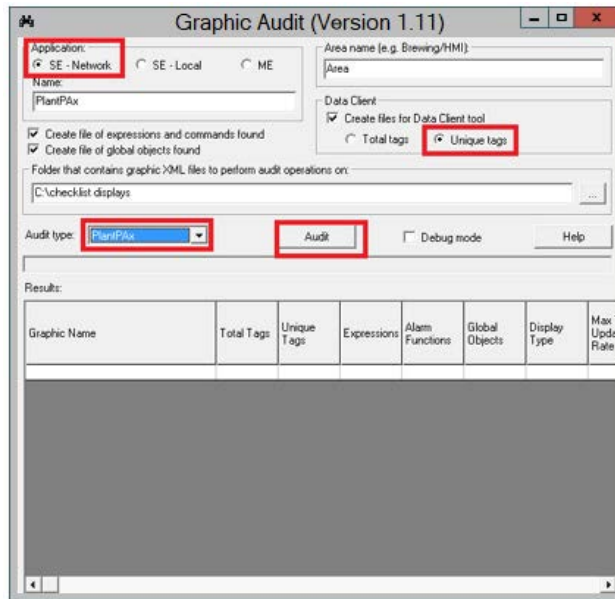 Graphic Audit (Version 1.11)
Application:
SE - Network SE - Local ME
Name:
PlantPAx
Area name (e.g. Brewing/HMI):
Area
Data Client
Create files for Data Client tool
Total tags Unique tags
Create file of expressions and commands found
Create file of global objects found
Folder that contains graphic XML files to perform audit operations on:
C:\checklist displays
...
Audit type: PlantPAx Audit Debug mode Help
Results:
Graphic Name Total Tags Unique Tags Expressions Alarm Functions Global Objects Display Type Max Upda Rate